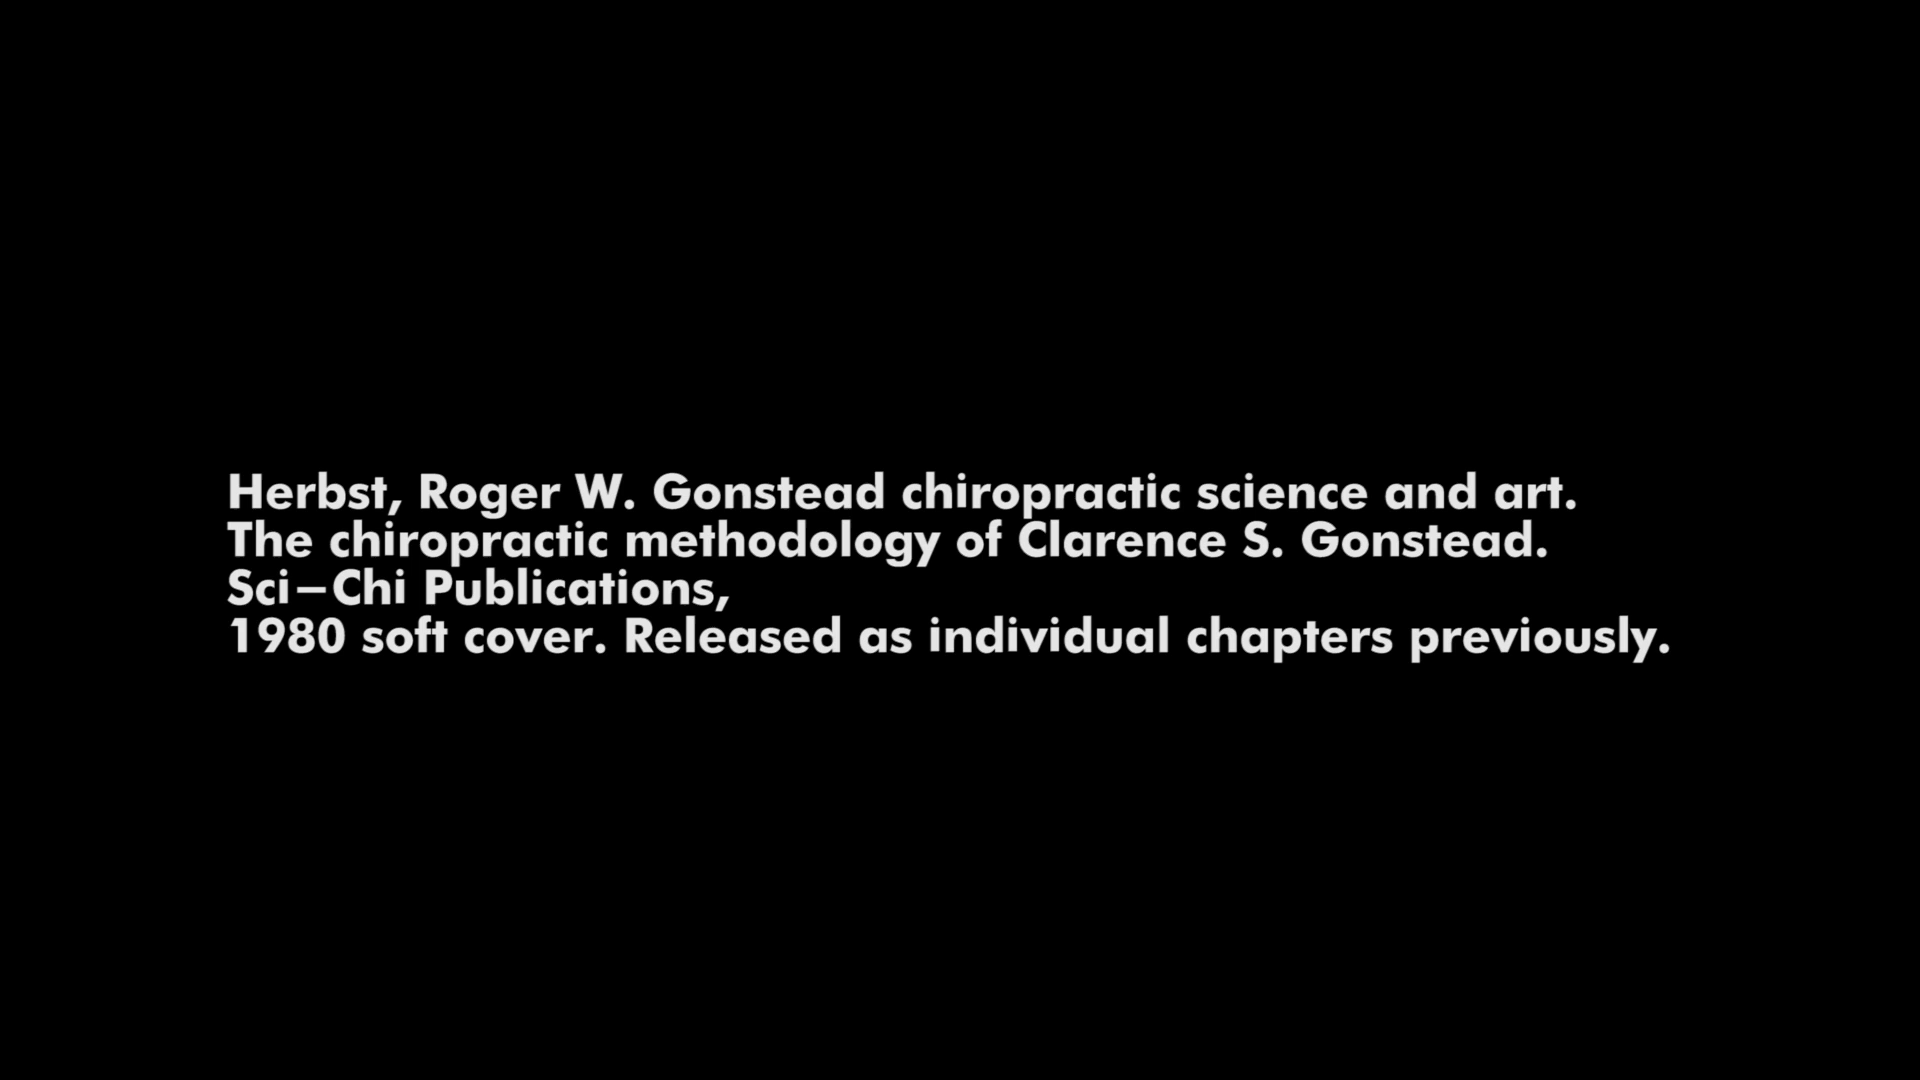 Herbst, Roger W. Gonstead chiropractic science and art.
The chiropractic methodology of Clarence S. Gonstead.
Sci–Chi Publications,
1980 soft cover. Released as individual chapters previously.